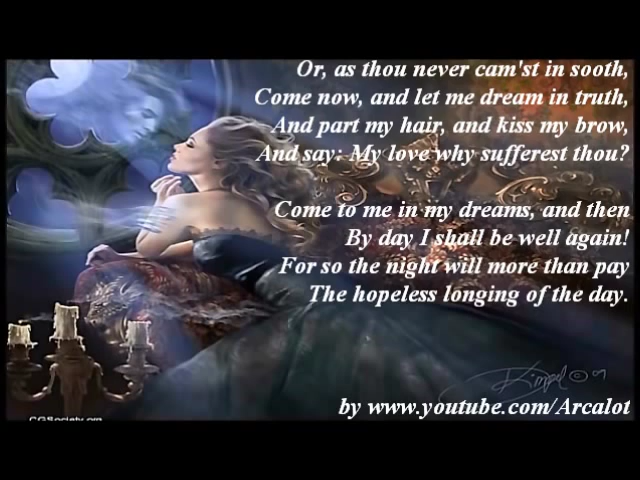 Or, as thou never cam'st in sooth,
Come now, and let me dream in truth,
And part my hair, and kiss my brow,
And say: My love why sufferest thou?
Come to me in my dreams, and then
By day I shall be well again!
For so the night will more than pay
The hopeless longing of the day.
© 07
by www.youtube.com/Arcalot
CGSociety.org